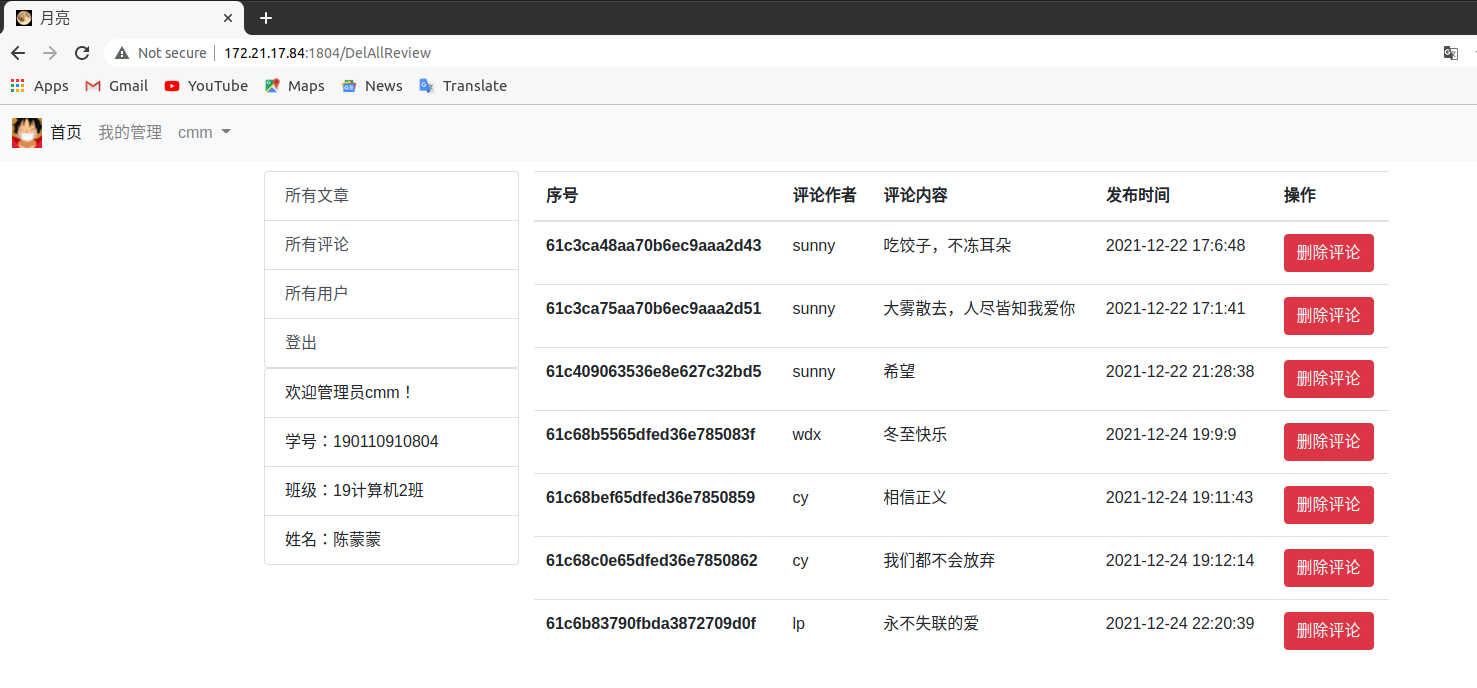 月亮
Not secure 172.21.17.84:1804/DelAllReview
Apps Gmail YouTube Maps News Translate
首页 我的管理 cmm
所有文章
所有评论
所有用户
登出
欢迎管理员cmm！
学号：190110910804
班级：19计算机2班
姓名：陈蒙蒙
序号 评论作者 评论内容 发布时间 操作
61c3ca48aa70b6ec9aaa2d43 sunny 吃饺子，不冻耳朵 2021-12-22 17:6:48 删除评论
61c3ca75aa70b6ec9aaa2d51 sunny 大雾散去，人尽皆知我爱你 2021-12-22 17:1:41 删除评论
61c409063536e8e627c32bd5 sunny 希望 2021-12-22 21:28:38 删除评论
61c68b5565dfed36e785083f wdx 冬至快乐 2021-12-24 19:9:9 删除评论
61c68bef65dfed36e7850859 cy 相信正义 2021-12-24 19:11:43 删除评论
61c68c0e65dfed36e7850862 cy 我们都不会放弃 2021-12-24 19:12:14 删除评论
61c6b83790fbda3872709d0f lp 永不失联的爱 2021-12-24 22:20:39 删除评论